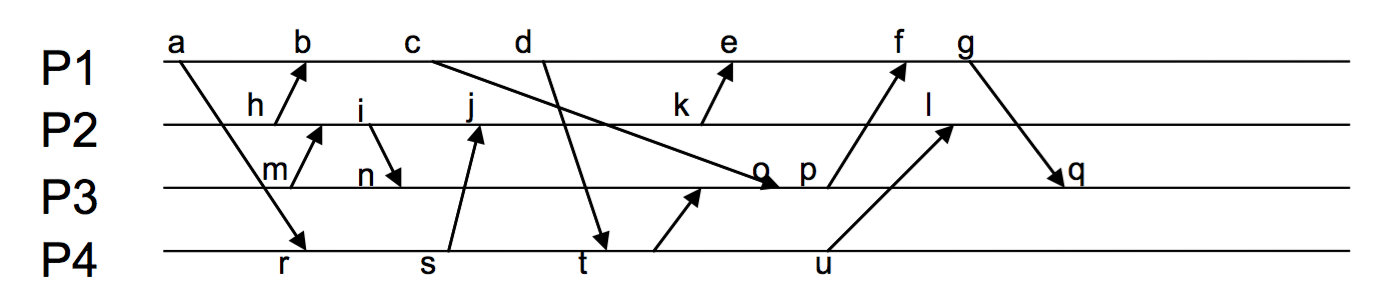 a b c d e f g
P1
h i j k l
P2
m n o p q
P3
P4
r s t u